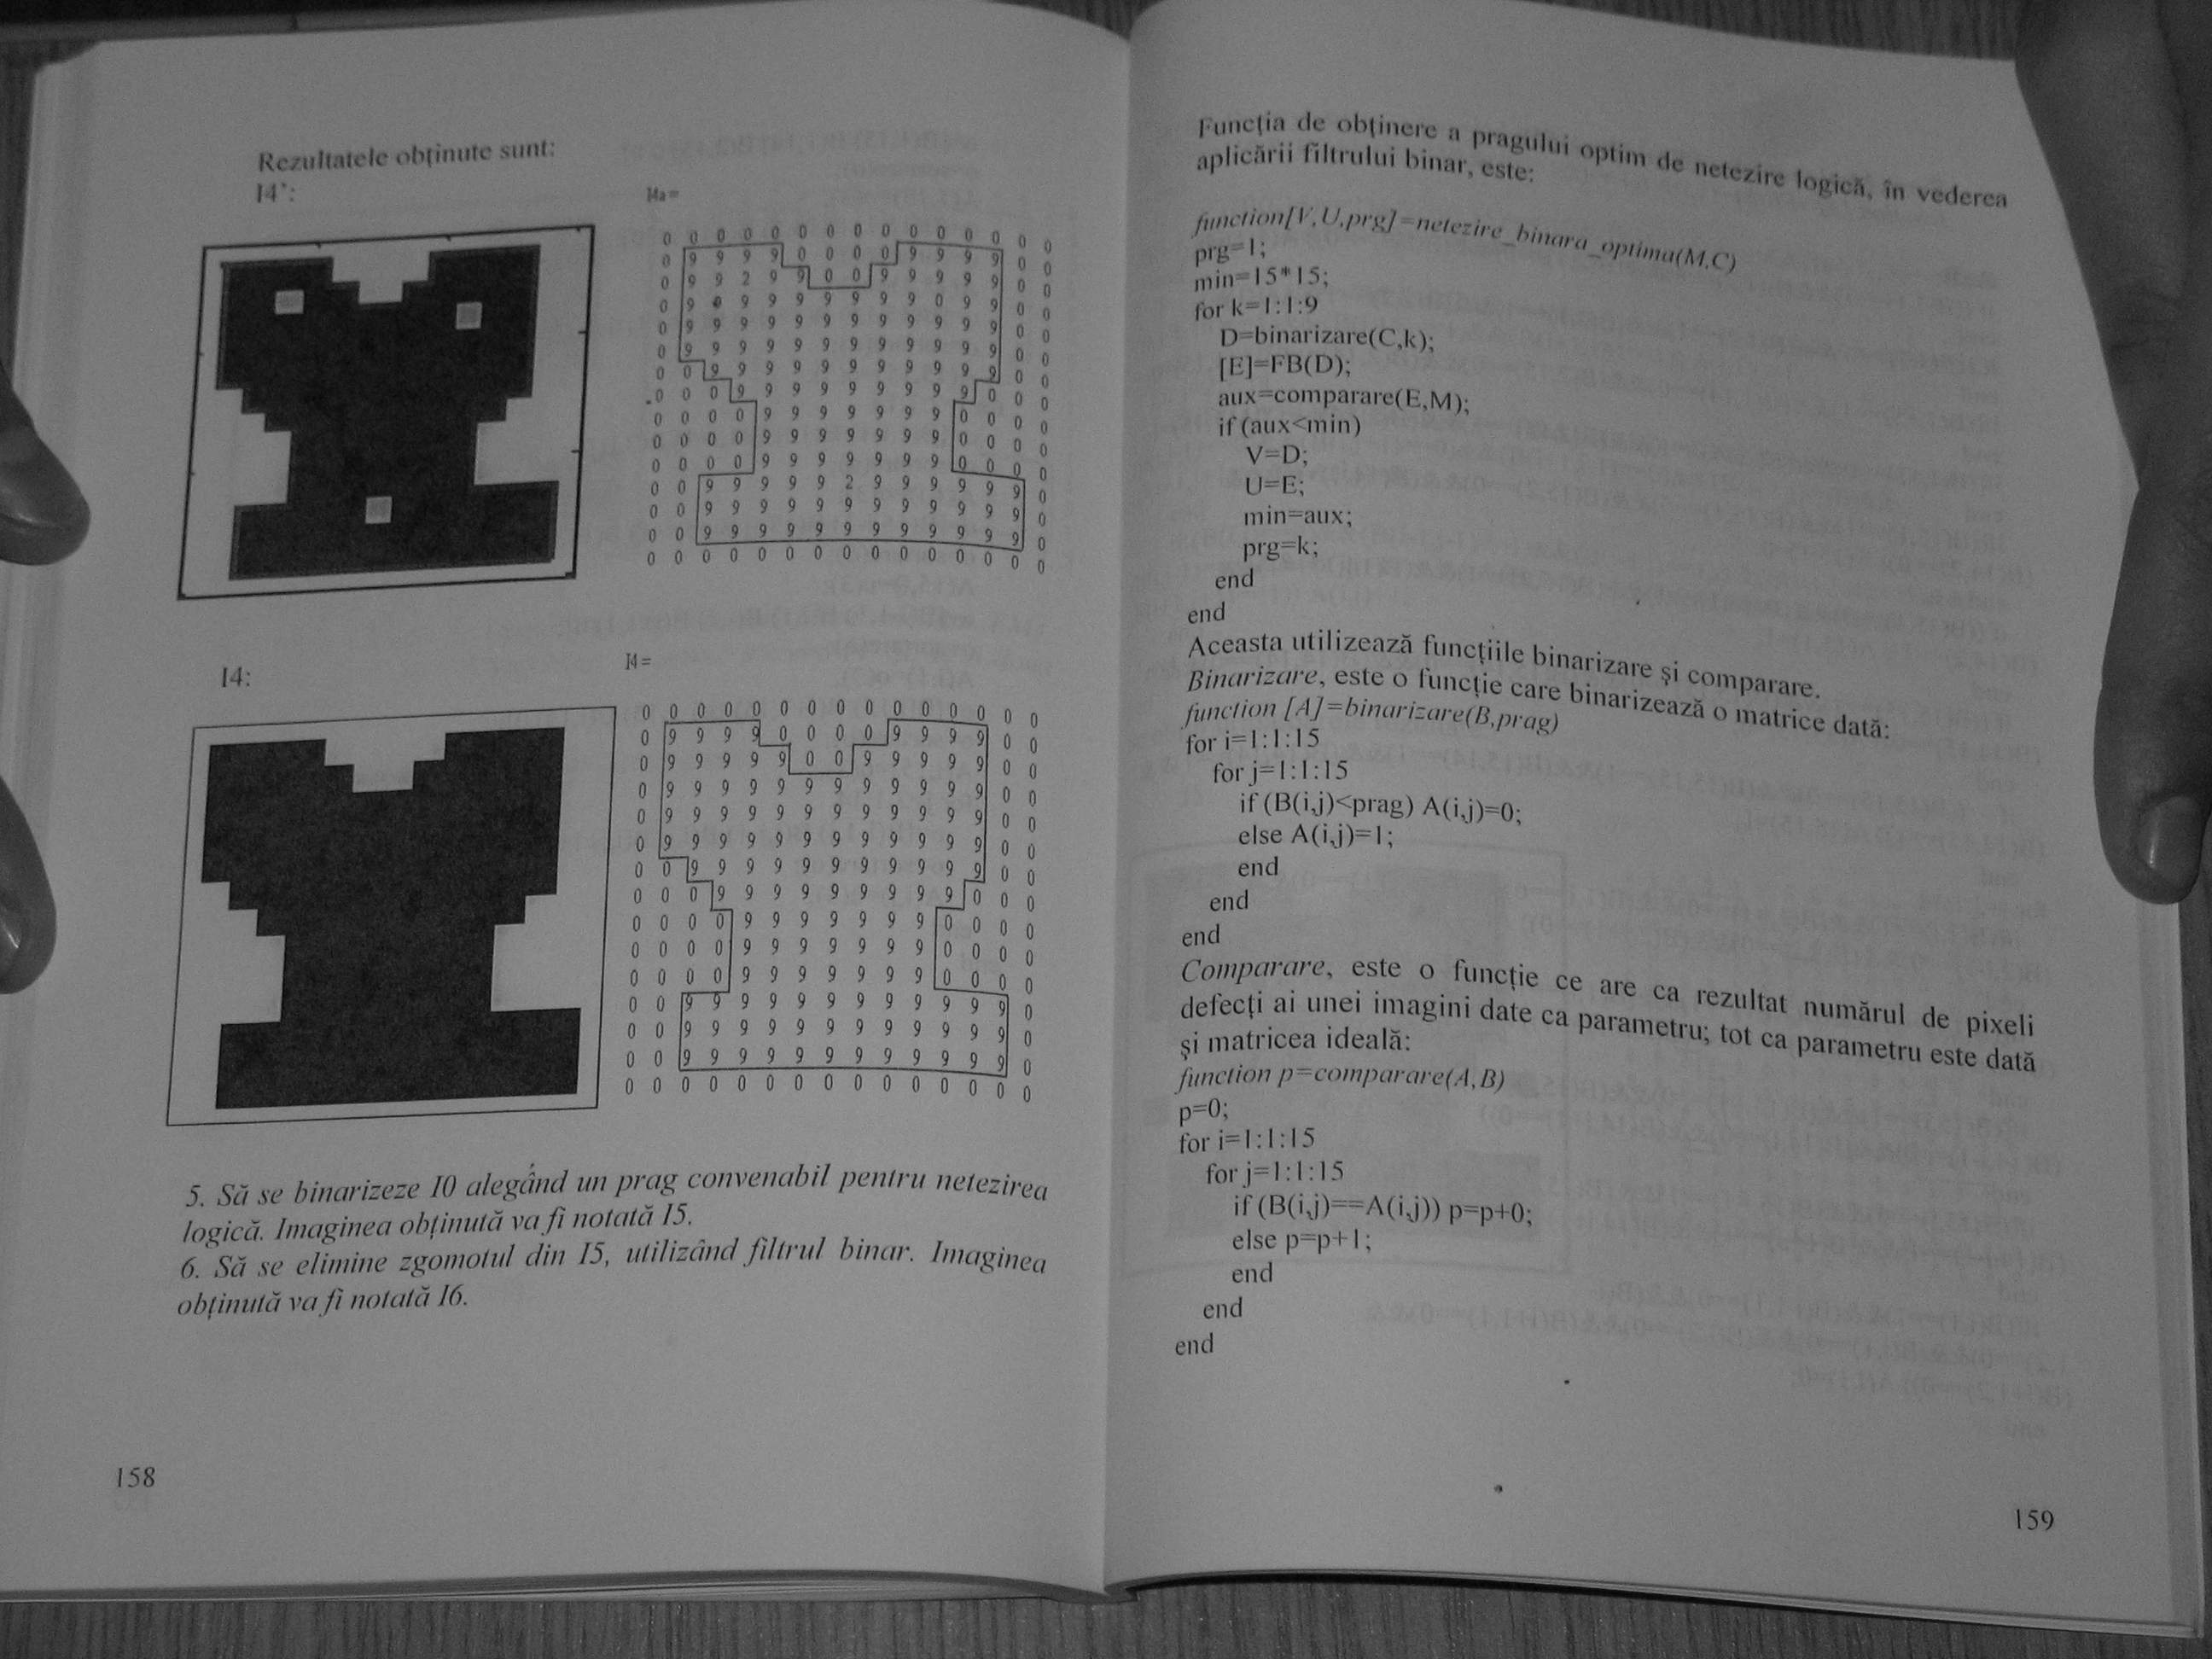 Rezultatele obținute sunt:
I4':
I4a =
0 0 0 0 0 0 0 0 0 0 0 0 0 0 0
0 9 9 9 9 0 0 0 0 9 9 9 9 0 0
0 9 9 2 9 9 0 0 9 9 9 9 9 0 0
0 9 9 9 9 9 9 9 9 0 9 9 0 0
0 9 9 9 9 9 9 9 9 9 9 9 9 0 0
0 9 9 9 9 9 9 9 9 9 9 9 9 0 0
0 0 9 9 9 9 9 9 9 9 9 9 9 0 0
0 0 0 9 9 9 9 9 9 9 9 9 0 0 0
0 0 0 0 9 9 9 9 9 9 9 0 0 0 0
0 0 0 0 9 9 9 9 9 9 9 0 0 0 0
0 0 0 0 9 9 9 9 9 9 9 0 0 0 0
0 0 9 9 9 9 9 2 9 9 9 9 9 9 0
0 0 9 9 9 9 9 9 9 9 9 9 9 9 0
0 0 9 9 9 9 9 9 9 9 9 9 9 9 0
0 0 0 0 0 0 0 0 0 0 0 0 0 0 0
I4:
I4 =
0 0 0 0 0 0 0 0 0 0 0 0 0 0 0
0 9 9 9 9 0 0 0 0 9 9 9 9 0 0
0 9 9 9 9 9 0 0 9 9 9 9 9 0 0
0 9 9 9 9 9 9 9 9 9 9 9 9 0 0
0 9 9 9 9 9 9 9 9 9 9 9 9 0 0
0 9 9 9 9 9 9 9 9 9 9 9 9 0 0
0 0 9 9 9 9 9 9 9 9 9 9 9 0 0
0 0 0 9 9 9 9 9 9 9 9 9 0 0 0
0 0 0 0 9 9 9 9 9 9 9 0 0 0 0
0 0 0 0 9 9 9 9 9 9 9 0 0 0 0
0 0 0 0 9 9 9 9 9 9 9 0 0 0 0
0 0 9 9 9 9 9 9 9 9 9 9 9 9 0
0 0 9 9 9 9 9 9 9 9 9 9 9 9 0
0 0 9 9 9 9 9 9 9 9 9 9 9 9 0
0 0 0 0 0 0 0 0 0 0 0 0 0 0 0
5. Să se binarizeze I0 alegând un prag convenabil pentru netezirea
logică. Imaginea obținută va fi notată I5.
6. Să se elimine zgomotul din I5, utilizând filtrul binar. Imaginea
obținută va fi notată I6.
158
Funcția de obținere a pragului optim de netezire logică, în vederea
aplicării filtrului binar, este:
function[V,U,prg]=netezire_binara_optima(M,C)
prg=1;
min=15*15;
for k=1:1:9
D=binarizare(C,k);
[E]=FB(D);
aux=comparare(E,M);
if (aux<min)
V=D;
U=E;
min=aux;
prg=k;
end
end
Aceasta utilizează funcțiile binarizare și comparare.
Binarizare, este o funcție care binarizează o matrice dată:
function [A]=binarizare(B,prag)
for i=1:1:15
for j=1:1:15
if (B(i,j)<prag) A(i,j)=0;
else A(i,j)=1;
end
end
end
Comparare, este o funcție ce are ca rezultat numărul de pixeli
defecți ai unei imagini date ca parametru; tot ca parametru este dată
și matricea ideală:
function p=comparare(A,B)
p=0;
for i=1:1:15
for j=1:1:15
if (B(i,j)==A(i,j)) p=p+0;
else p=p+1;
end
end
end
159